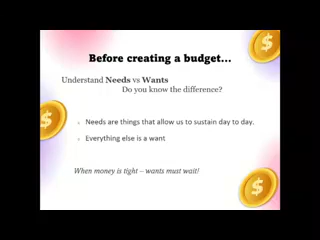 Before creating a budget...
Understand Needs vs Wants
Do you know the difference?
Needs are things that allow us to sustain day to day.
Everything else is a want
When money is tight – wants must wait!